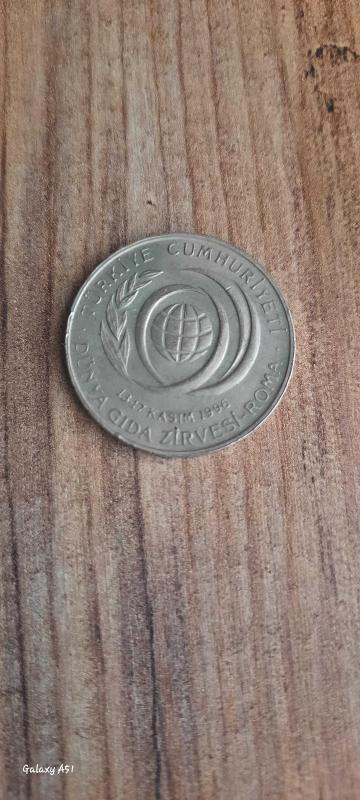 TÜRKİYE CUMHURİYETİ
13-17 KASIM 1996
DÜNYA GIDA ZİRVESİ-ROMA
Galaxy A51